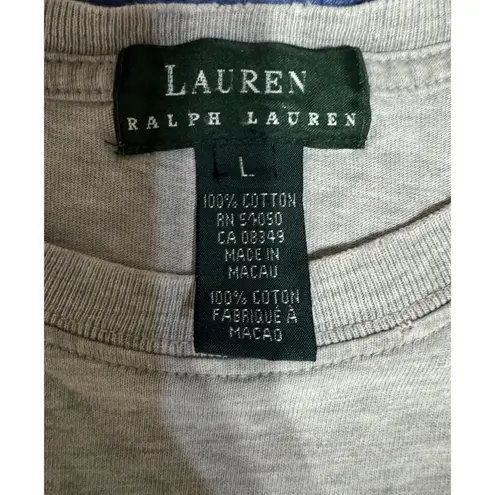 LAUREN
RALPH LAUREN
L
100% COTTON
RN 54050
CA 08349
MADE IN
MACAU
100% COTON
FABRIQUÉ À
MACAO